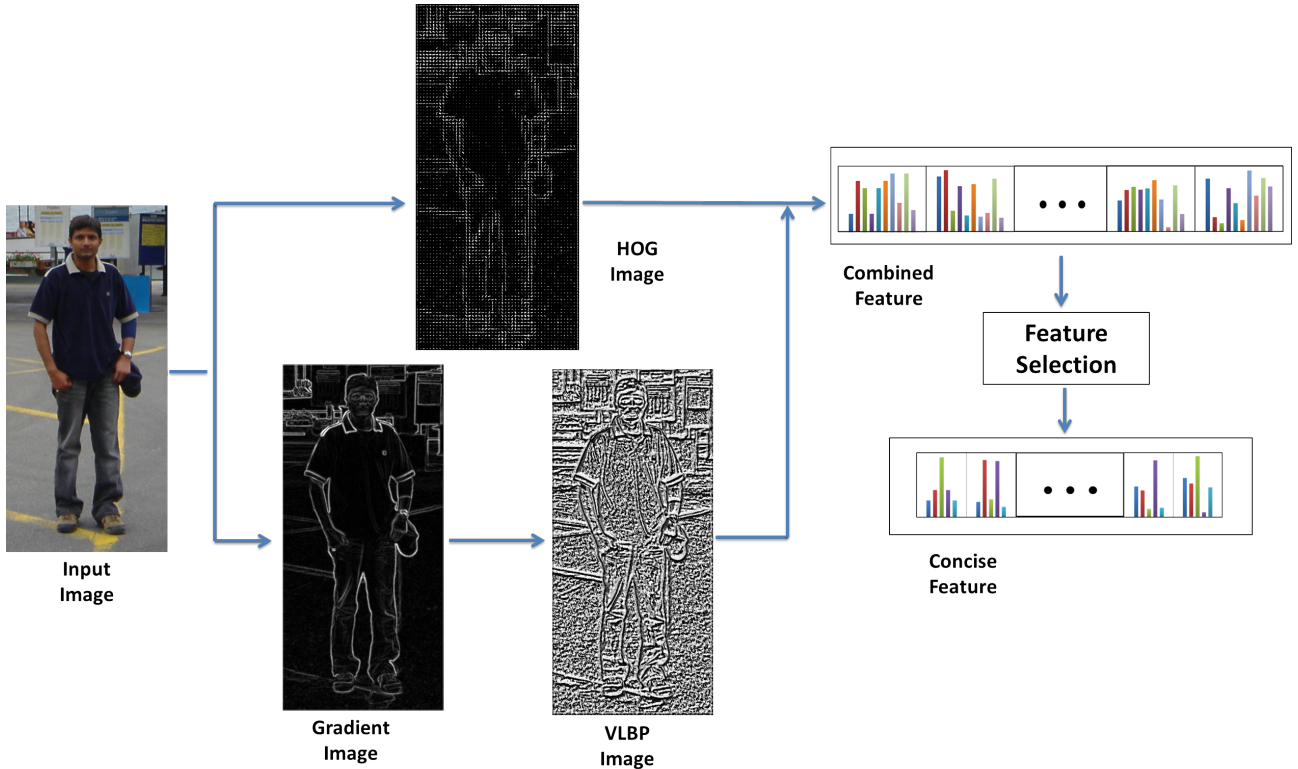 HOG
Image
Combined
Feature
Feature
Selection
Input
Image
Concise
Feature
Gradient
Image
VLBP
Image